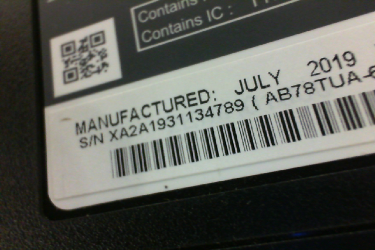 Contains
Contains IC :
MANUFACTURED: JULY 2019
S/N XA2A1931134789 ( AB78TUA-